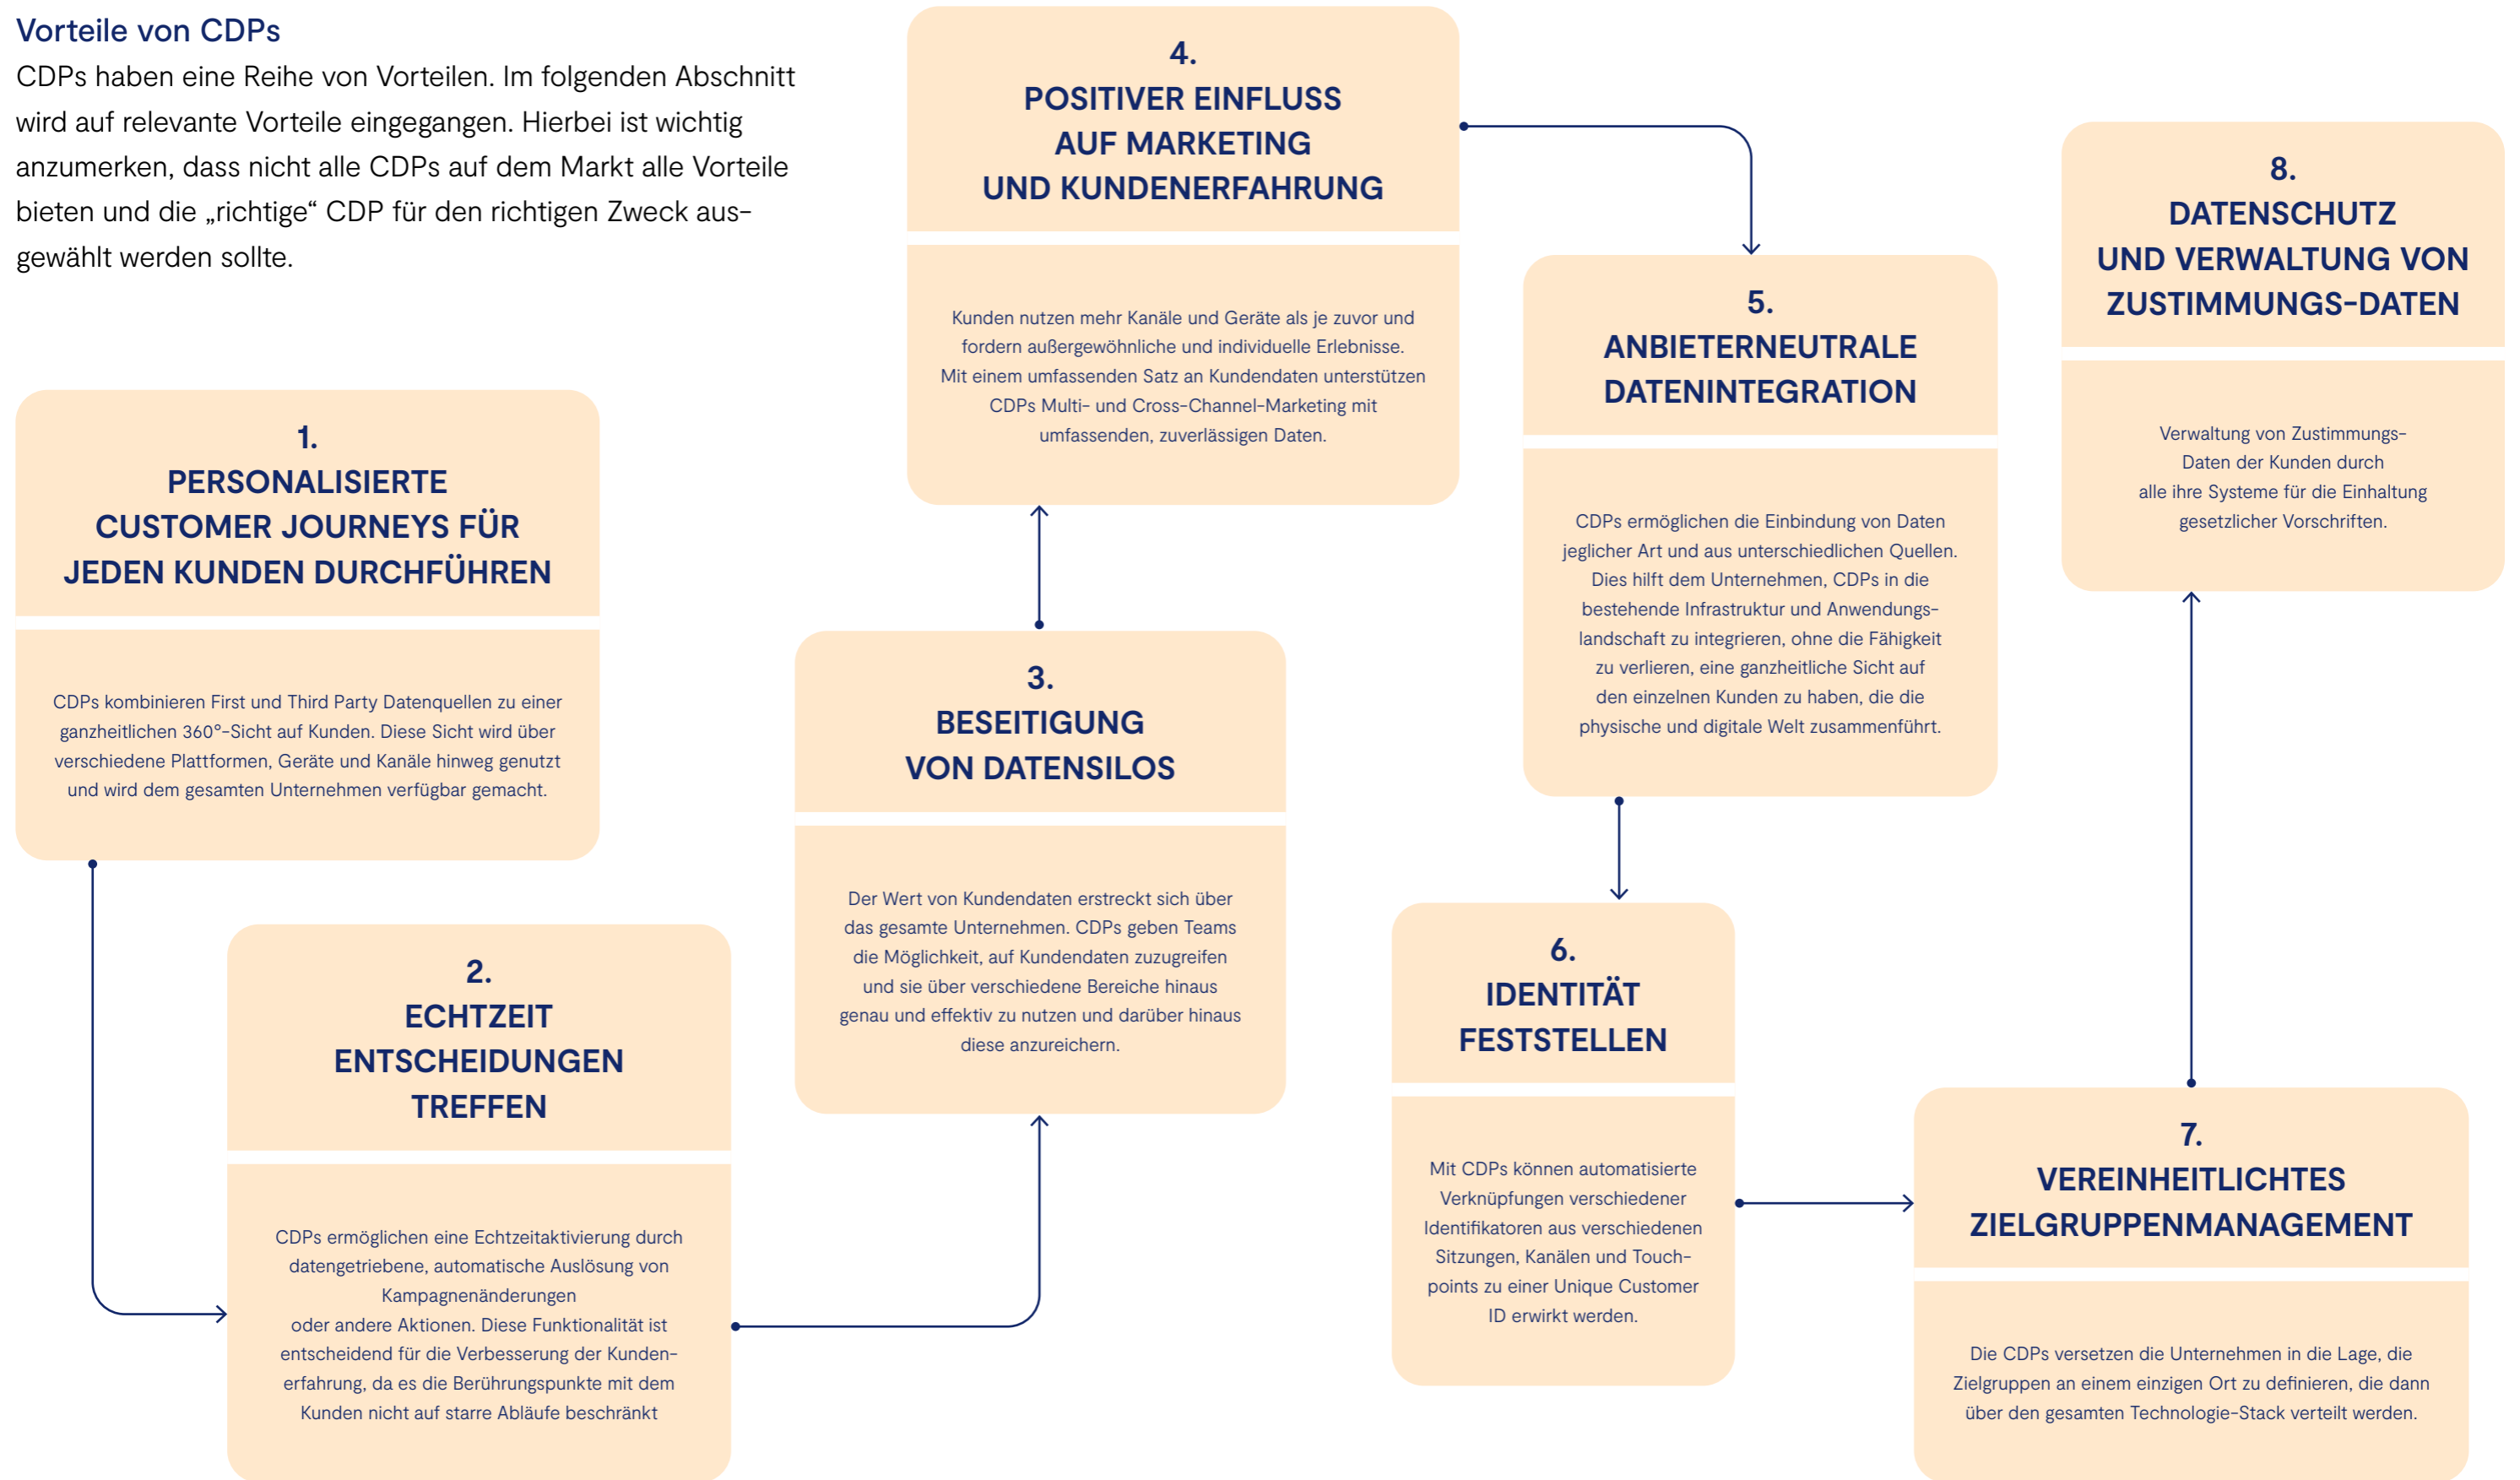 Vorteile von CDPs
CDPs haben eine Reihe von Vorteilen. Im folgenden Abschnitt
wird auf relevante Vorteile eingegangen. Hierbei ist wichtig
anzumerken, dass nicht alle CDPs auf dem Markt alle Vorteile
bieten und die „richtige“ CDP für den richtigen Zweck aus-
gewählt werden sollte.
1.
PERSONALISIERTE
CUSTOMER JOURNEYS FÜR
JEDEN KUNDEN DURCHFÜHREN
CDPs kombinieren First und Third Party Datenquellen zu einer
ganzheitlichen 360°-Sicht auf Kunden. Diese Sicht wird über
verschiedene Plattformen, Geräte und Kanäle hinweg genutzt
und wird dem gesamten Unternehmen verfügbar gemacht.
2.
ECHTZEIT
ENTSCHEIDUNGEN
TREFFEN
CDPs ermöglichen eine Echtzeitaktivierung durch
datengetriebene, automatische Auslösung von
Kampagnenänderungen
oder andere Aktionen. Diese Funktionalität ist
entscheidend für die Verbesserung der Kunden-
erfahrung, da es die Berührungspunkte mit dem
Kunden nicht auf starre Abläufe beschränkt
3.
BESEITIGUNG
VON DATENSILOS
Der Wert von Kundendaten erstreckt sich über
das gesamte Unternehmen. CDPs geben Teams
die Möglichkeit, auf Kundendaten zuzugreifen
und sie über verschiedene Bereiche hinaus
genau und effektiv zu nutzen und darüber hinaus
diese anzureichern.
4.
POSITIVER EINFLUSS
AUF MARKETING
UND KUNDENERFAHRUNG
Kunden nutzen mehr Kanäle und Geräte als je zuvor und
fordern außergewöhnliche und individuelle Erlebnisse.
Mit einem umfassenden Satz an Kundendaten unterstützen
CDPs Multi- und Cross-Channel-Marketing mit
umfassenden, zuverlässigen Daten.
5.
ANBIETERNEUTRALE
DATENINTEGRATION
CDPs ermöglichen die Einbindung von Daten
jeglicher Art und aus unterschiedlichen Quellen.
Dies hilft dem Unternehmen, CDPs in die
bestehende Infrastruktur und Anwendungs-
landschaft zu integrieren, ohne die Fähigkeit
zu verlieren, eine ganzheitliche Sicht auf
den einzelnen Kunden zu haben, die die
physische und digitale Welt zusammenführt.
6.
IDENTITÄT
FESTSTELLEN
Mit CDPs können automatisierte
Verknüpfungen verschiedener
Identifikatoren aus verschiedenen
Sitzungen, Kanälen und Touch-
points zu einer Unique Customer
ID erwirkt werden.
7.
VEREINHEITLICHTES
ZIELGRUPPENMANAGEMENT
Die CDPs versetzen die Unternehmen in die Lage, die
Zielgruppen an einem einzigen Ort zu definieren, die dann
über den gesamten Technologie-Stack verteilt werden.
8.
DATENSCHUTZ
UND VERWALTUNG VON
ZUSTIMMUNGS-DATEN
Verwaltung von Zustimmungs-
Daten der Kunden durch
alle ihre Systeme für die Einhaltung
gesetzlicher Vorschriften.